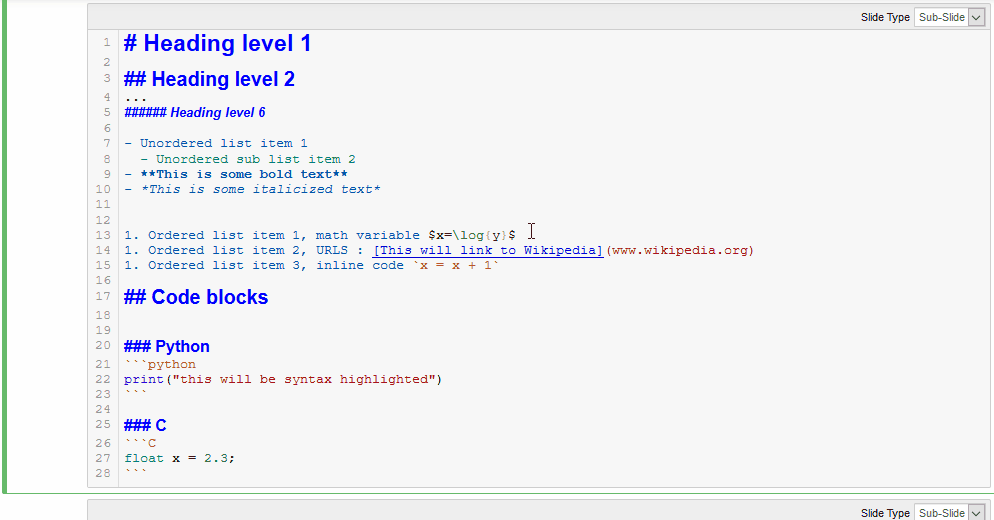 Slide Type Sub-Slide
1 # Heading level 1
2
3 ## Heading level 2
4 ...
5 ###### Heading level 6
6
7 - Unordered list item 1
8   - Unordered sub list item 2
9 - **This is some bold text**
10 - *This is some italicized text*
11
12
13 1. Ordered list item 1, math variable $x=\log{y}$
14 1. Ordered list item 2, URLS : [This will link to Wikipedia](www.wikipedia.org)
15 1. Ordered list item 3, inline code `x = x + 1`
16
17 ## Code blocks
18
19
20 ### Python
21 ```python
22 print("this will be syntax highlighted")
23 ```
24
25 ### C
26 ```C
27 float x = 2.3;
28 ```
Slide Type Sub-Slide